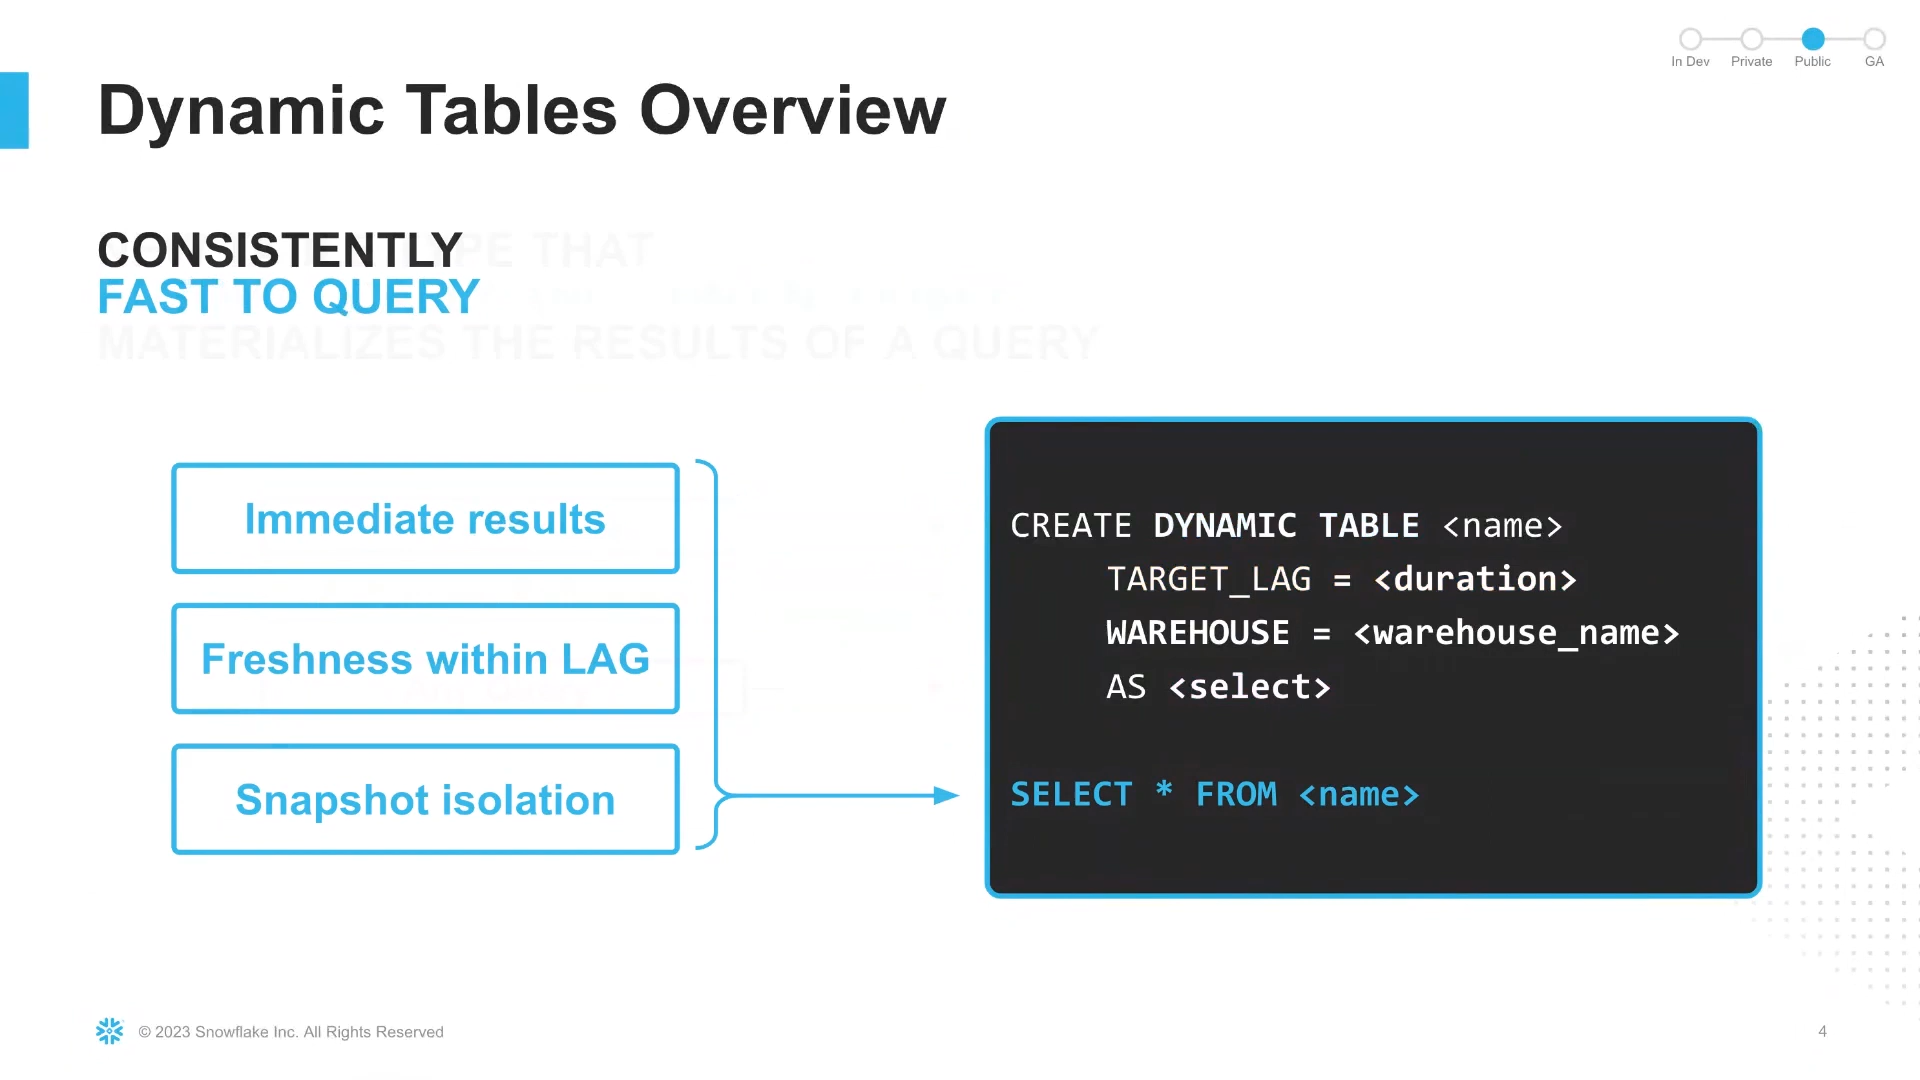 In Dev Private Public GA
Dynamic Tables Overview
CONSISTENTLY PE THAT
FAST TO QUERY
MATERIALIZES THE RESULTS OF A QUERY
Immediate results
Freshness within LAG
Snapshot isolation
CREATE DYNAMIC TABLE <name>
TARGET_LAG = <duration>
WAREHOUSE = <warehouse_name>
AS <select>
SELECT * FROM <name>
© 2023 Snowflake Inc. All Rights Reserved
4